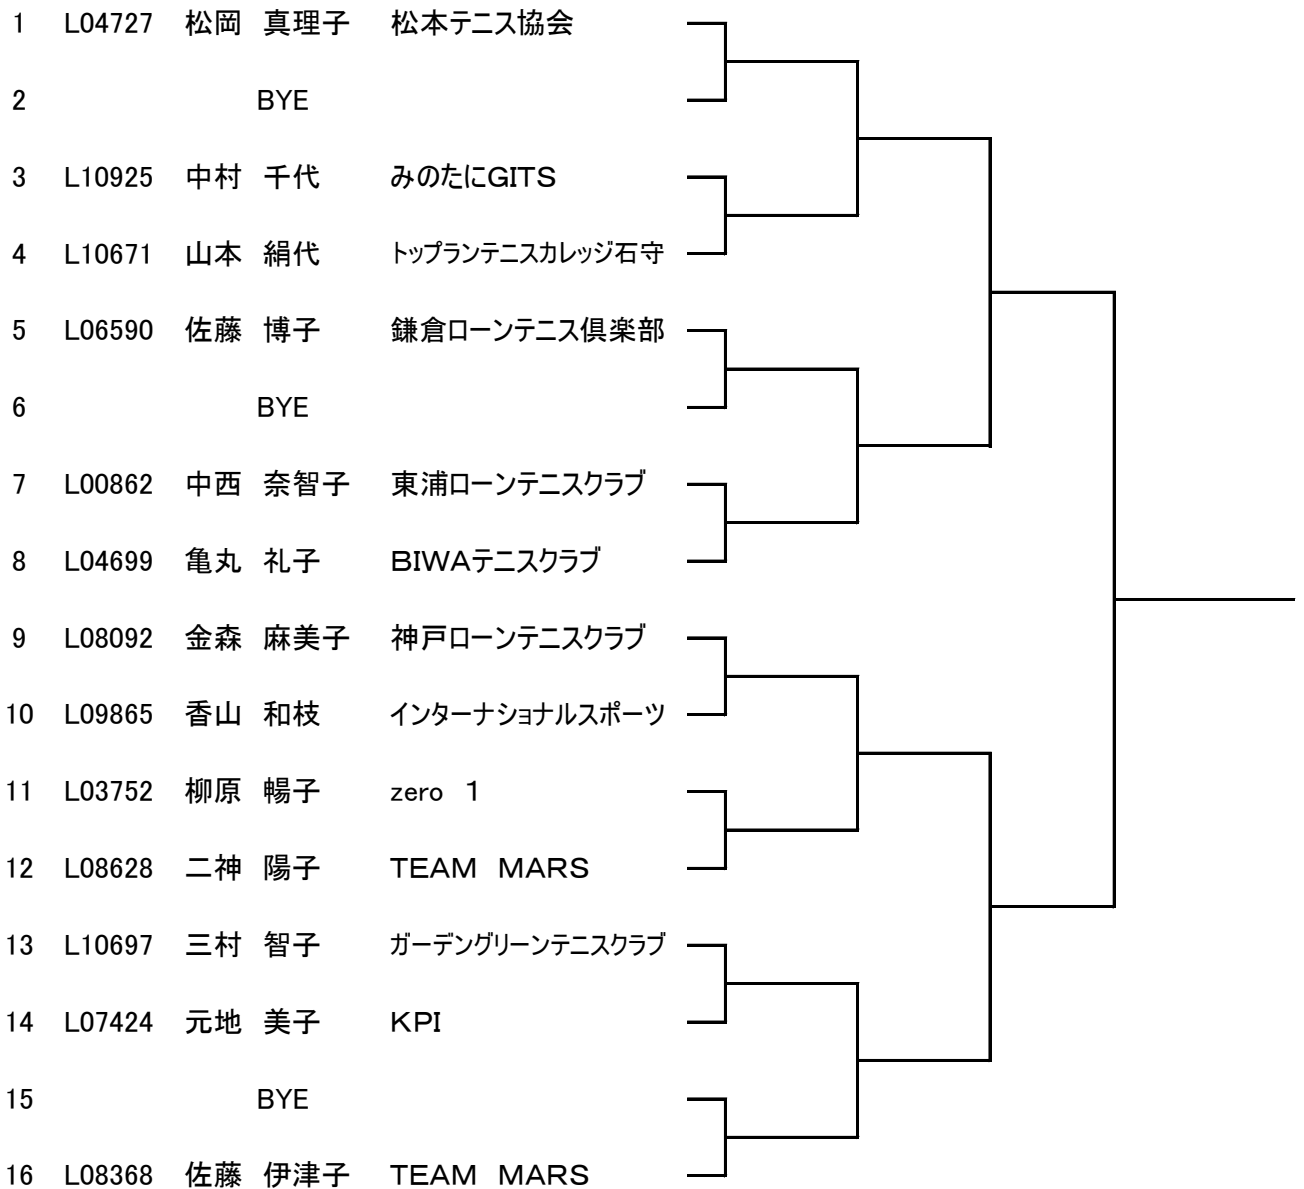 1 L04727 松岡 真理子 松本テニス協会
2 BYE
3 L10925 中村 千代 みのたにGITS
4 L10671 山本 絹代 トップランテニスカレッジ石守
5 L06590 佐藤 博子 鎌倉ローンテニス倶楽部
6 BYE
7 L00862 中西 奈智子 東浦ローンテニスクラブ
8 L04699 亀丸 礼子 BIWAテニスクラブ
9 L08092 金森 麻美子 神戸ローンテニスクラブ
10 L09865 香山 和枝 インターナショナルスポーツ
11 L03752 柳原 暢子 zero 1
12 L08628 二神 陽子 TEAM MARS
13 L10697 三村 智子 ガーデングリーンテニスクラブ
14 L07424 元地 美子 KPI
15 BYE
16 L08368 佐藤 伊津子 TEAM MARS